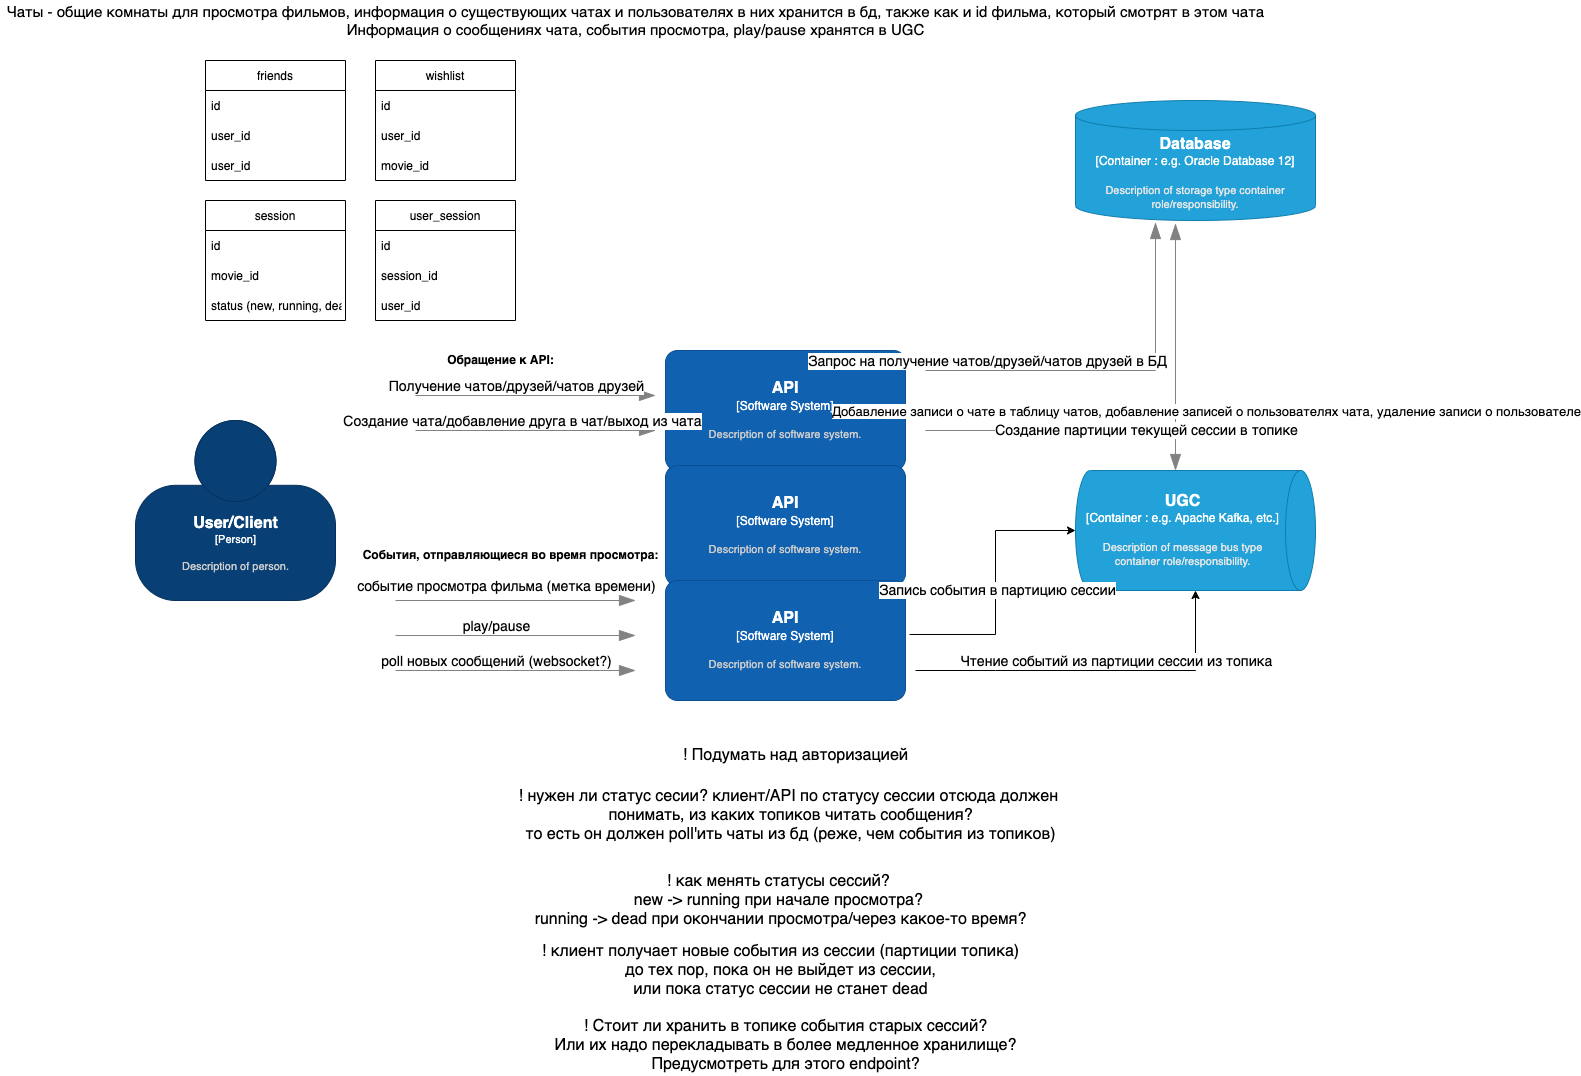 Чаты - общие комнаты для просмотра фильмов, информация о существующих чатах и пользователях в них хранится в бд, также как и id фильма, который смотрят в этом чата
Информация о сообщениях чата, события просмотра, play/pause хранятся в UGC
friends
id
user_id
user_id
wishlist
id
user_id
movie_id
session
id
movie_id
status (new, running, dea
user_session
id
session_id
user_id
Database
[Container : e.g. Oracle Database 12]
Description of storage type container
role/responsibility.
Обращение к API:
Получение чатов/друзей/чатов друзей
Создание чата/добавление друга в чат/выход из чата
API
[Software System]
Description of software system.
Запрос на получение чатов/друзей/чатов друзей в БД
Добавление записи о чате в таблицу чатов, добавление записей о пользователях чата, удаление записи о пользователе
Создание партиции текущей сессии в топике
User/Client
[Person]
Description of person.
API
[Software System]
Description of software system.
UGC
[Container : e.g. Apache Kafka, etc.]
Description of message bus type
container role/responsibility.
События, отправляющиеся во время просмотра:
событие просмотра фильма (метка времени)
play/pause
poll новых сообщений (websocket?)
API
[Software System]
Description of software system.
Запись события в партицию сессии
Чтение событий из партиции сессии из топика
! Подумать над авторизацией
! нужен ли статус сесии? клиент/API по статусу сессии отсюда должен
понимать, из каких топиков читать сообщения?
то есть он должен poll'ить чаты из бд (реже, чем события из топиков)
! как менять статусы сессий?
new -> running при начале просмотра?
running -> dead при окончании просмотра/через какое-то время?
! клиент получает новые события из сессии (партиции топика)
до тех пор, пока он не выйдет из сессии,
или пока статус сессии не станет dead
! Стоит ли хранить в топике события старых сессий?
Или их надо перекладывать в более медленное хранилище?
Предусмотреть для этого endpoint?